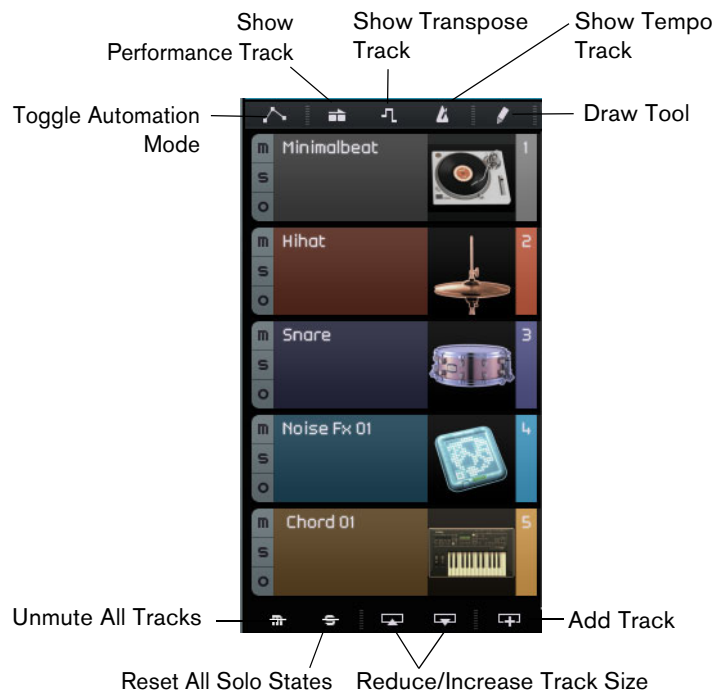 Show
Performance Track
Show Transpose
Track
Show Tempo
Track
Toggle Automation
Mode
Draw Tool
m
Minimalbeat
1
s
o
m
Hihat
2
s
o
m
Snare
3
s
o
m
Noise Fx 01
4
s
o
m
Chord 01
5
s
o
Unmute All Tracks
m
s
Add Track
Reset All Solo States
Reduce/Increase Track Size